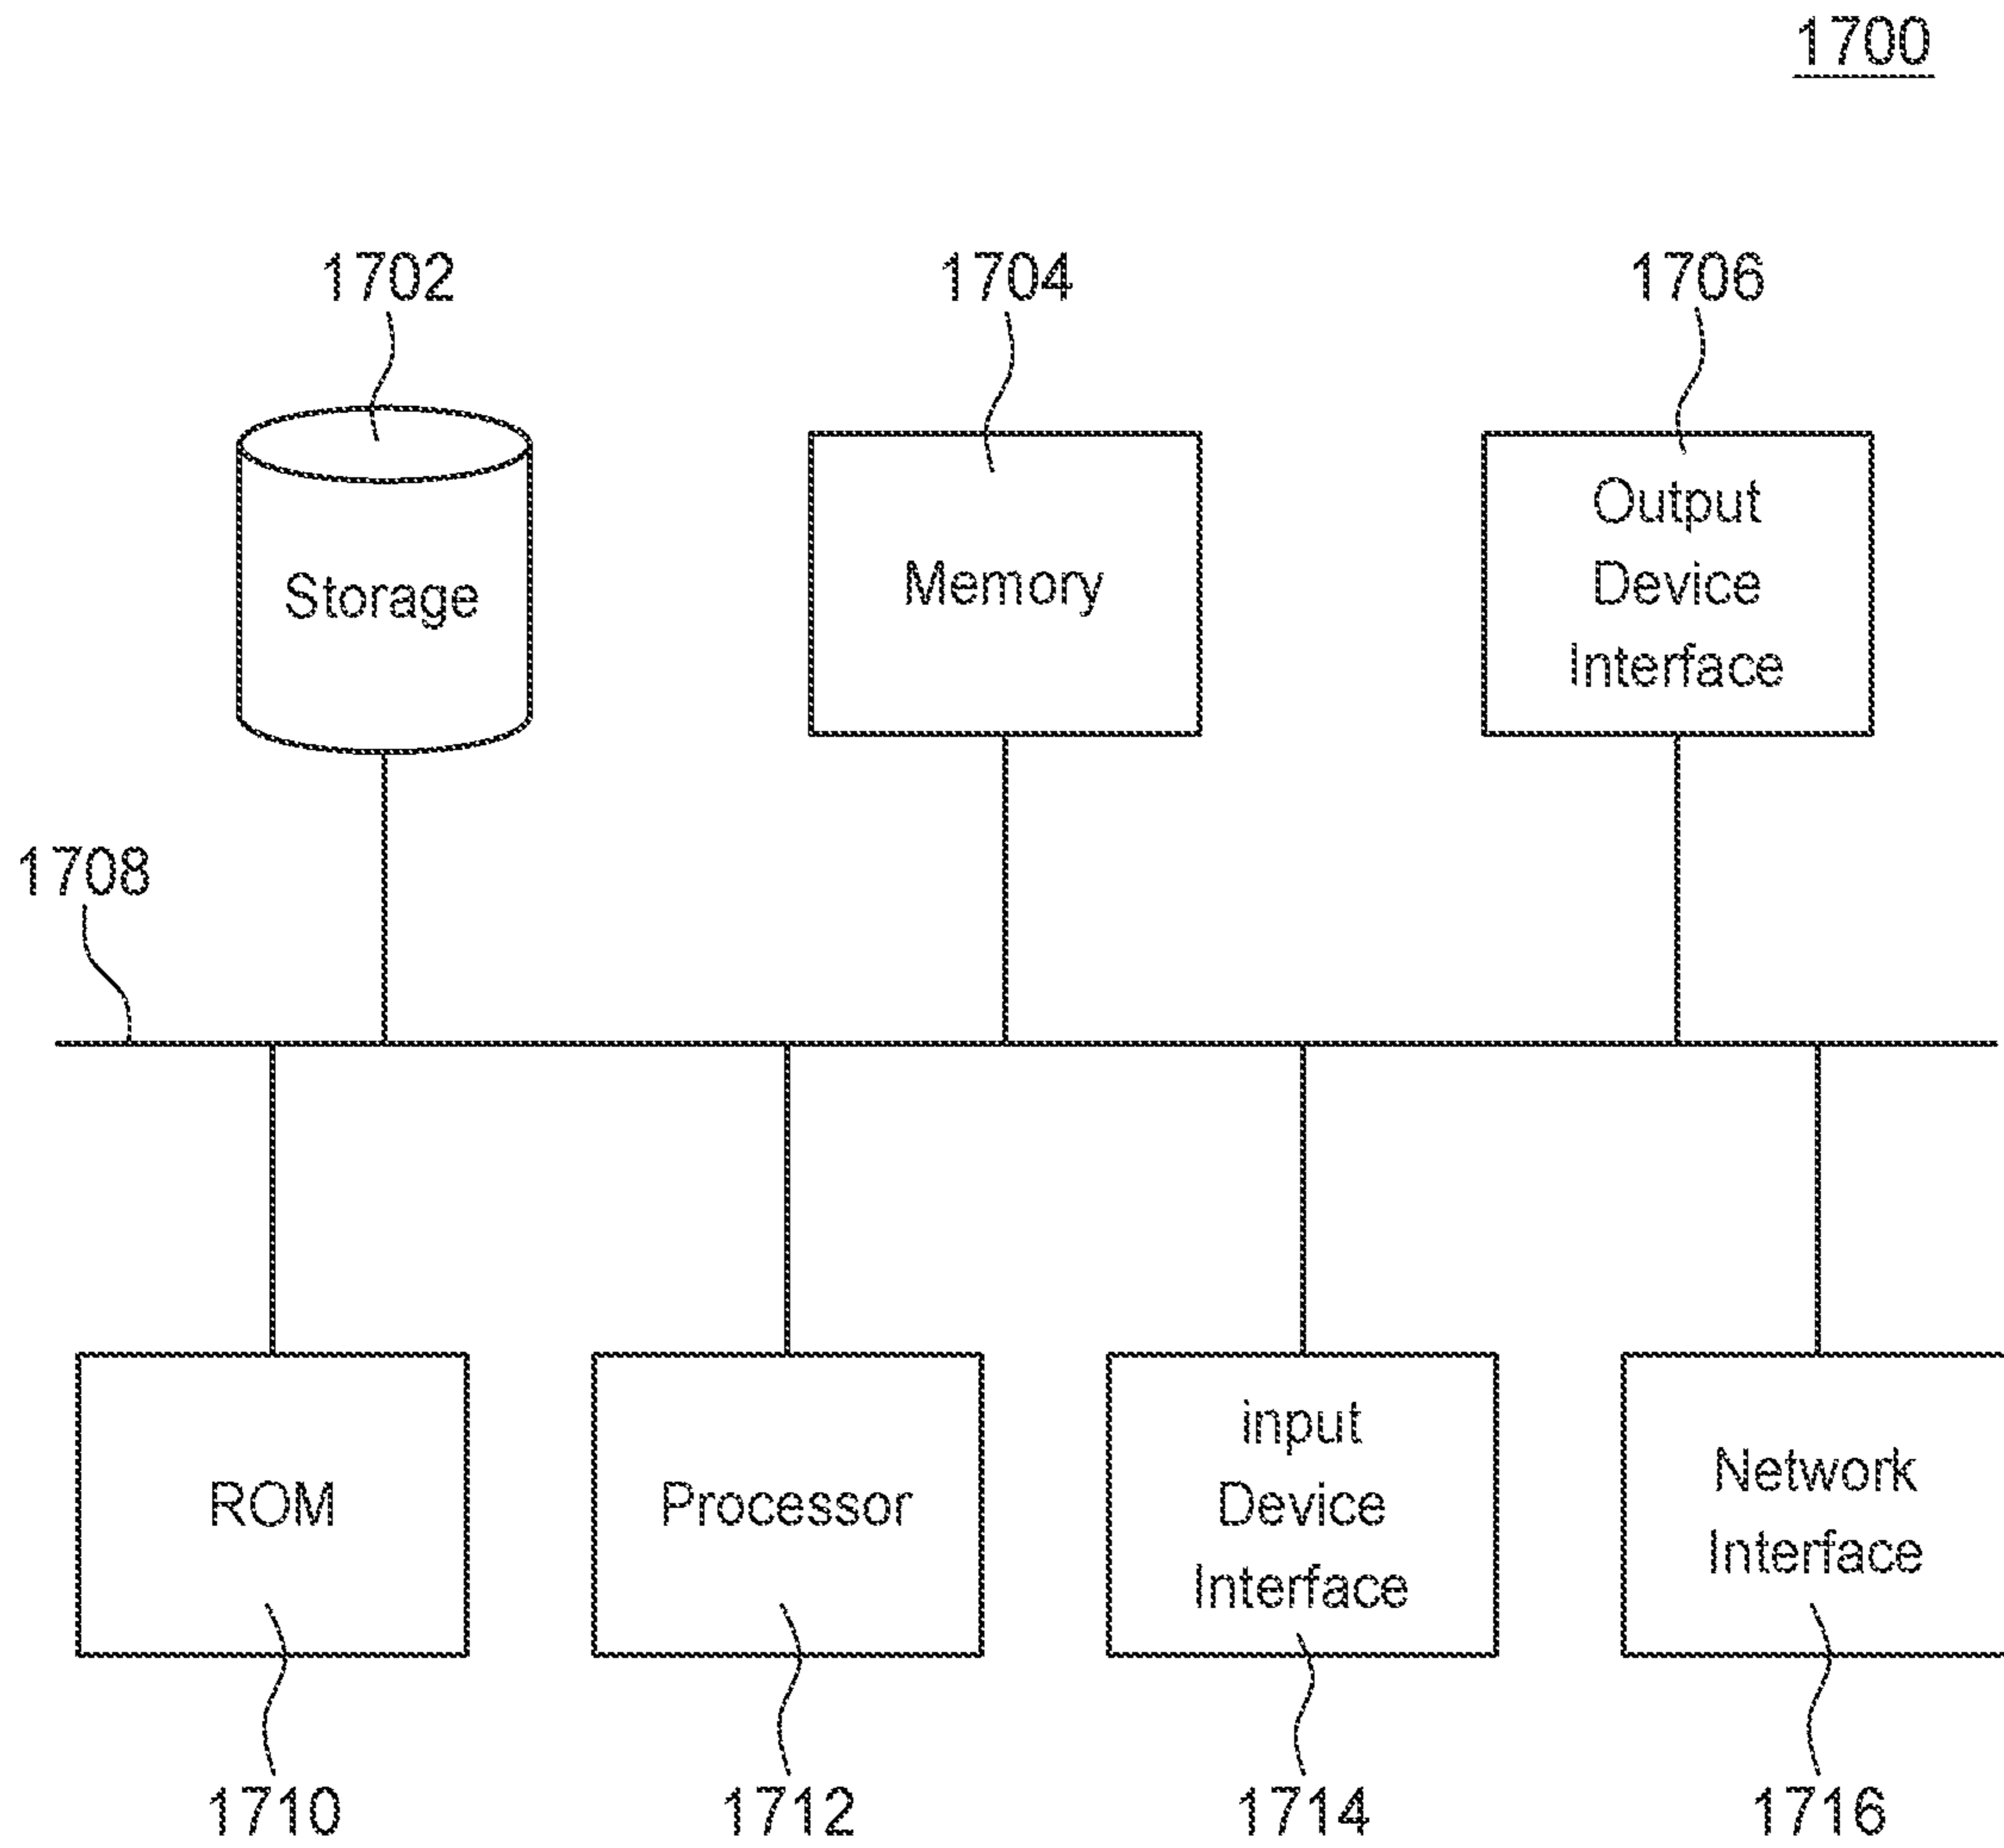 1700
1702
1704
1706
Storage
Memory
Output
Device
Interface
1708
ROM
Processor
input
Device
Interface
Network
Interface
1710
1712
1714
1716